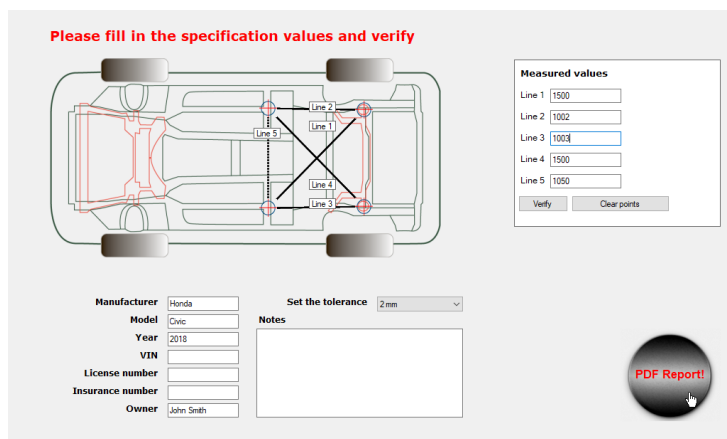 Please fill in the specification values and verify
Line 2
Line 1
Line 5
Line 4
Line 3
Measured values
Line 1 1500
Line 2 1002
Line 3 1003
Line 4 1500
Line 5 1050
Verify Clear points
Manufacturer Honda
Model Civic
Year 2018
VIN
License number
Insurance number
Owner John Smith
Set the tolerance 2 mm
Notes
PDF Report!